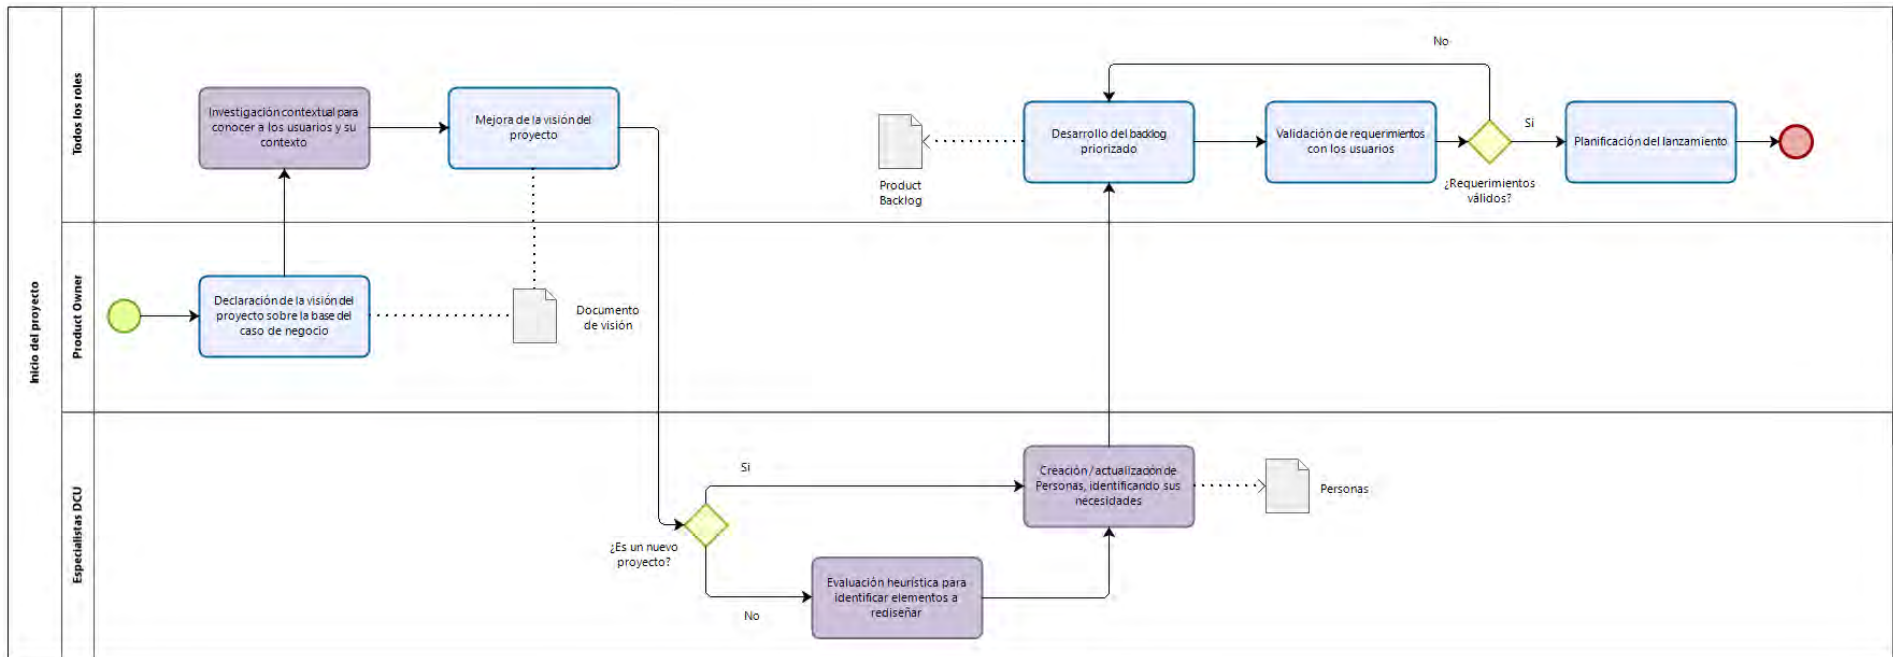 Inicio del proyecto
Todos los roles
Investigación contextual para
conocer a los usuarios y su
contexto
Mejora de la visión del
proyecto
Product
Backlog
Desarrollo del backlog
priorizado
Validación de requerimientos
con los usuarios
No
¿Requerimientos
válidos?
Si
Planificación del lanzamiento
Product Owner
Declaración de la visión del
proyecto sobre la base del
caso de negocio
Documento
de visión
Especialistas DCU
¿Es un nuevo
proyecto?
Si
No
Evaluación heurística para
identificar elementos a
rediseñar
Creación / actualización de
Personas, identificando sus
necesidades
Personas